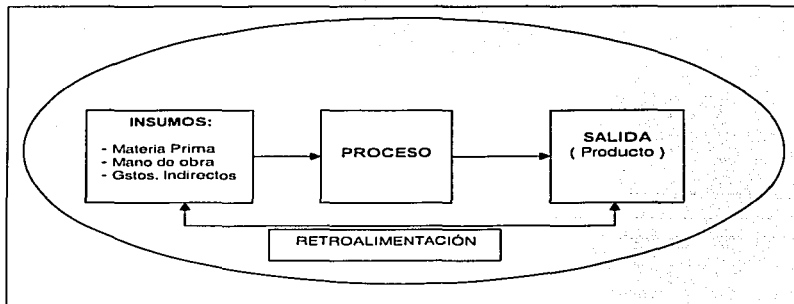 INSUMOS:
- Materia Prima
- Mano de obra
- Gstos. Indirectos
PROCESO
SALIDA
( Producto )
RETROALIMENTACIÓN